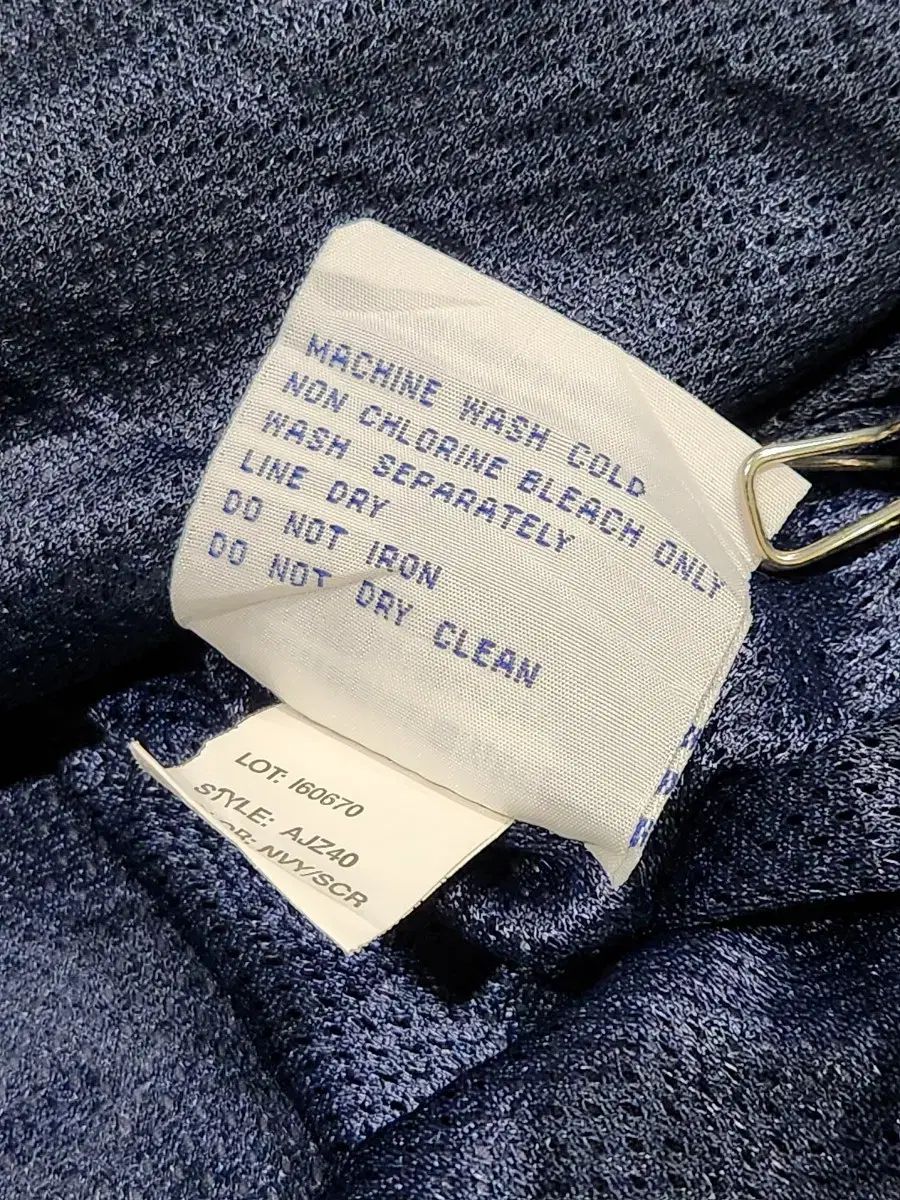 MACHINE WASH COLD
NON CHLORINE BLEACH ONLY
WASH SEPARATELY
LINE DRY
DO NOT IRON
DO NOT DRY CLEAN
LOT: I60670
STYLE: AJZ40
NVY/SCR